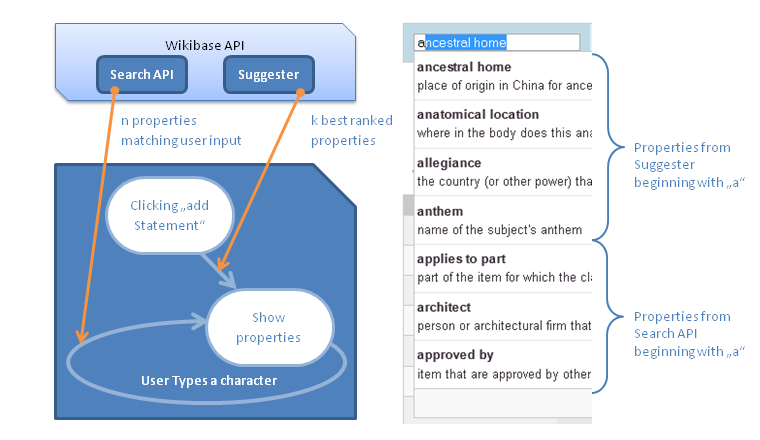 Wikibase API
Search API
Suggester
n properties
matching user input
k best ranked
properties
Clicking „add
Statement“
Show
properties
User Types a character
ancestral home
ancestral home
place of origin in China for ance
anatomical location
where in the body does this ana
allegiance
the country (or other power) tha
anthem
name of the subject's anthem
applies to part
part of the item for which the cla
architect
person or architectural firm that
approved by
item that are approved by other
Properties from
Suggester
beginning with „a“
Properties from
Search API
beginning with „a“